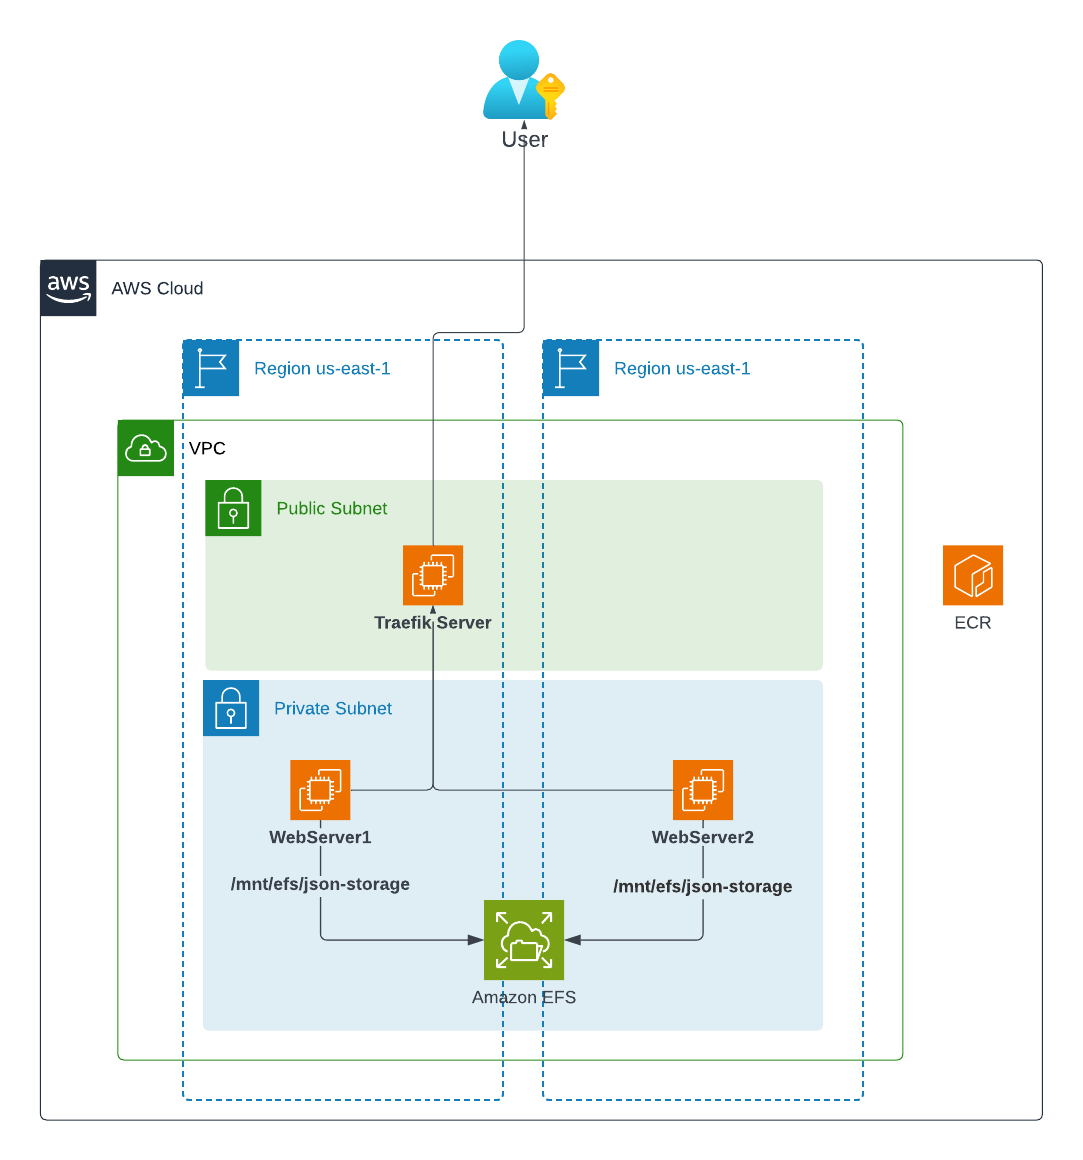 User
aws
AWS Cloud
Region us-east-1
Region us-east-1
VPC
Public Subnet
Traefik Server
ECR
Private Subnet
WebServer1
WebServer2
/mnt/efs/json-storage
/mnt/efs/json-storage
Amazon EFS